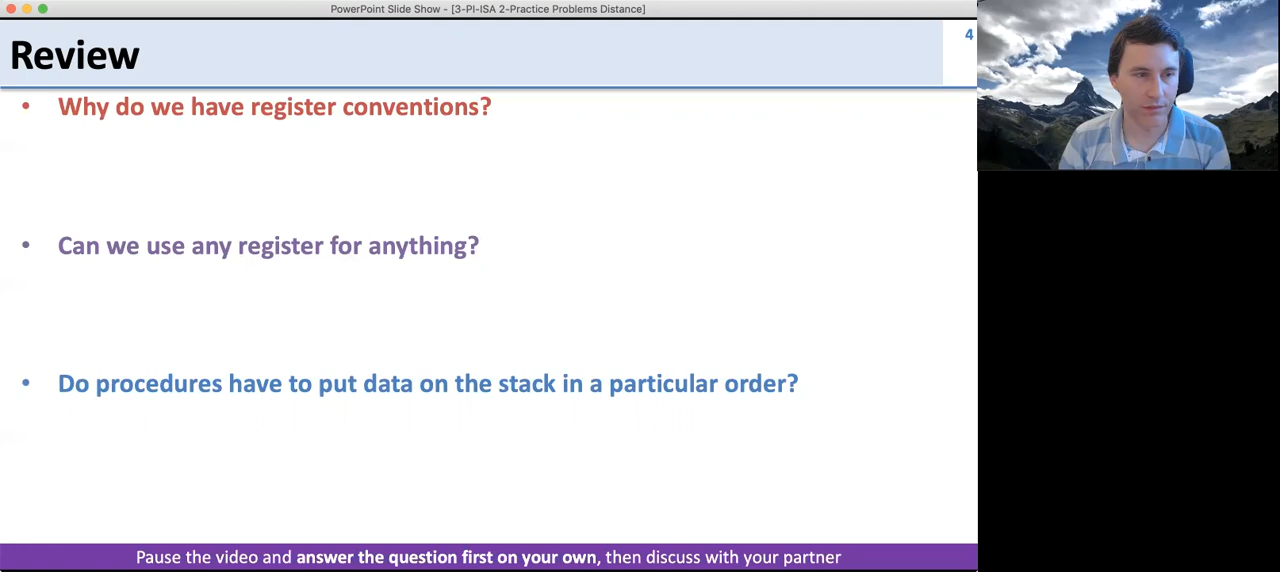 PowerPoint Slide Show - [3-PI-ISA 2-Practice Problems Distance]
Review
4
• Why do we have register conventions?
• Can we use any register for anything?
• Do procedures have to put data on the stack in a particular order?
Pause the video and answer the question first on your own, then discuss with your partner